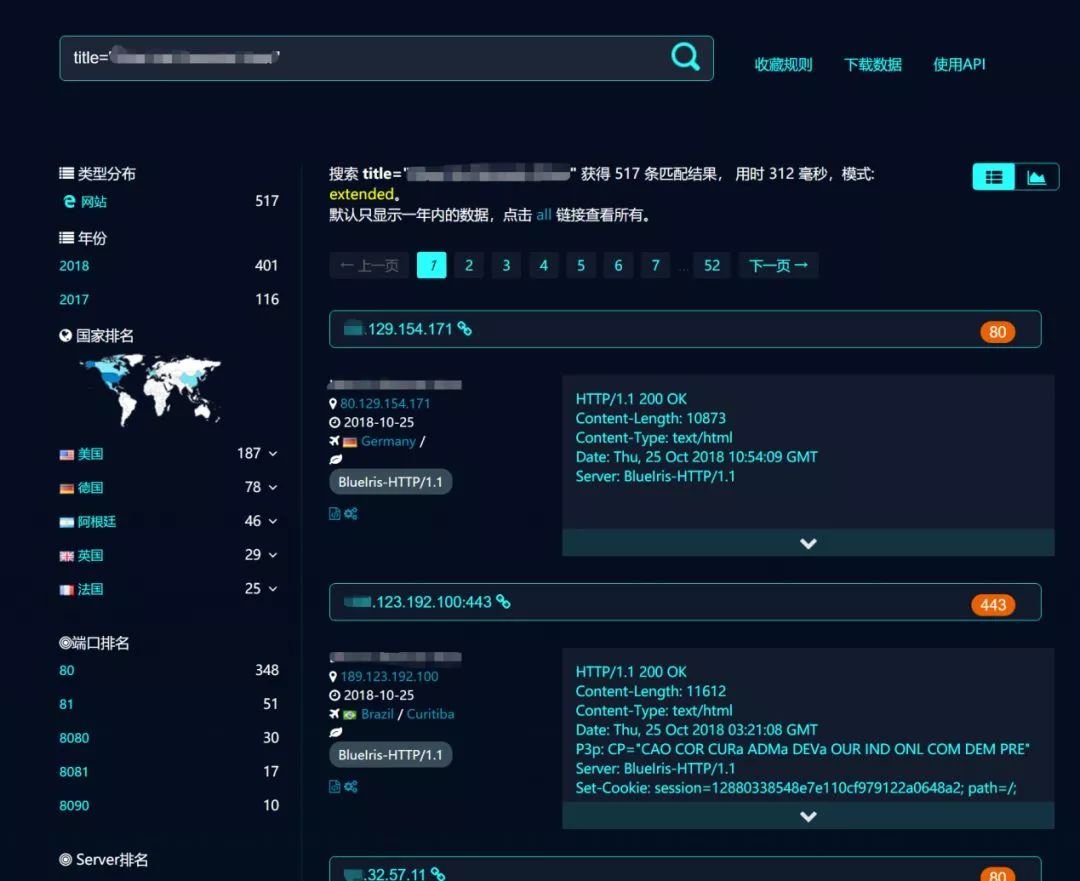 title="
收藏规则 下载数据 使用API
类型分布
网站 517
年份
2018 401
2017 116
国家排名
美国 187
德国 78
阿根廷 46
英国 29
法国 25
端口排名
80 348
81 51
8080 30
8081 17
8090 10
Server排名
搜索 title=" " 获得 517 条匹配结果， 用时 312 毫秒，模式:
extended。
默认只显示一年内的数据，点击 all 链接查看所有。
←上一页 1 2 3 4 5 6 7 ... 52 下一页→
.129.154.171 80
80.129.154.171
2018-10-25
Germany /
BlueIris-HTTP/1.1
HTTP/1.1 200 OK
Content-Length: 10873
Content-Type: text/html
Date: Thu, 25 Oct 2018 10:54:09 GMT
Server: BlueIris-HTTP/1.1
.123.192.100:443 443
189.123.192.100
2018-10-25
Brazil / Curitiba
BlueIris-HTTP/1.1
HTTP/1.1 200 OK
Content-Length: 11612
Content-Type: text/html
Date: Thu, 25 Oct 2018 03:21:08 GMT
P3p: CP="CAO COR CURa ADMa DEVa OUR IND ONL COM DEM PRE"
Server: BlueIris-HTTP/1.1
Set-Cookie: session=12880338548e7e110cf979122a0648a2; path=/;
.32.57.11 80